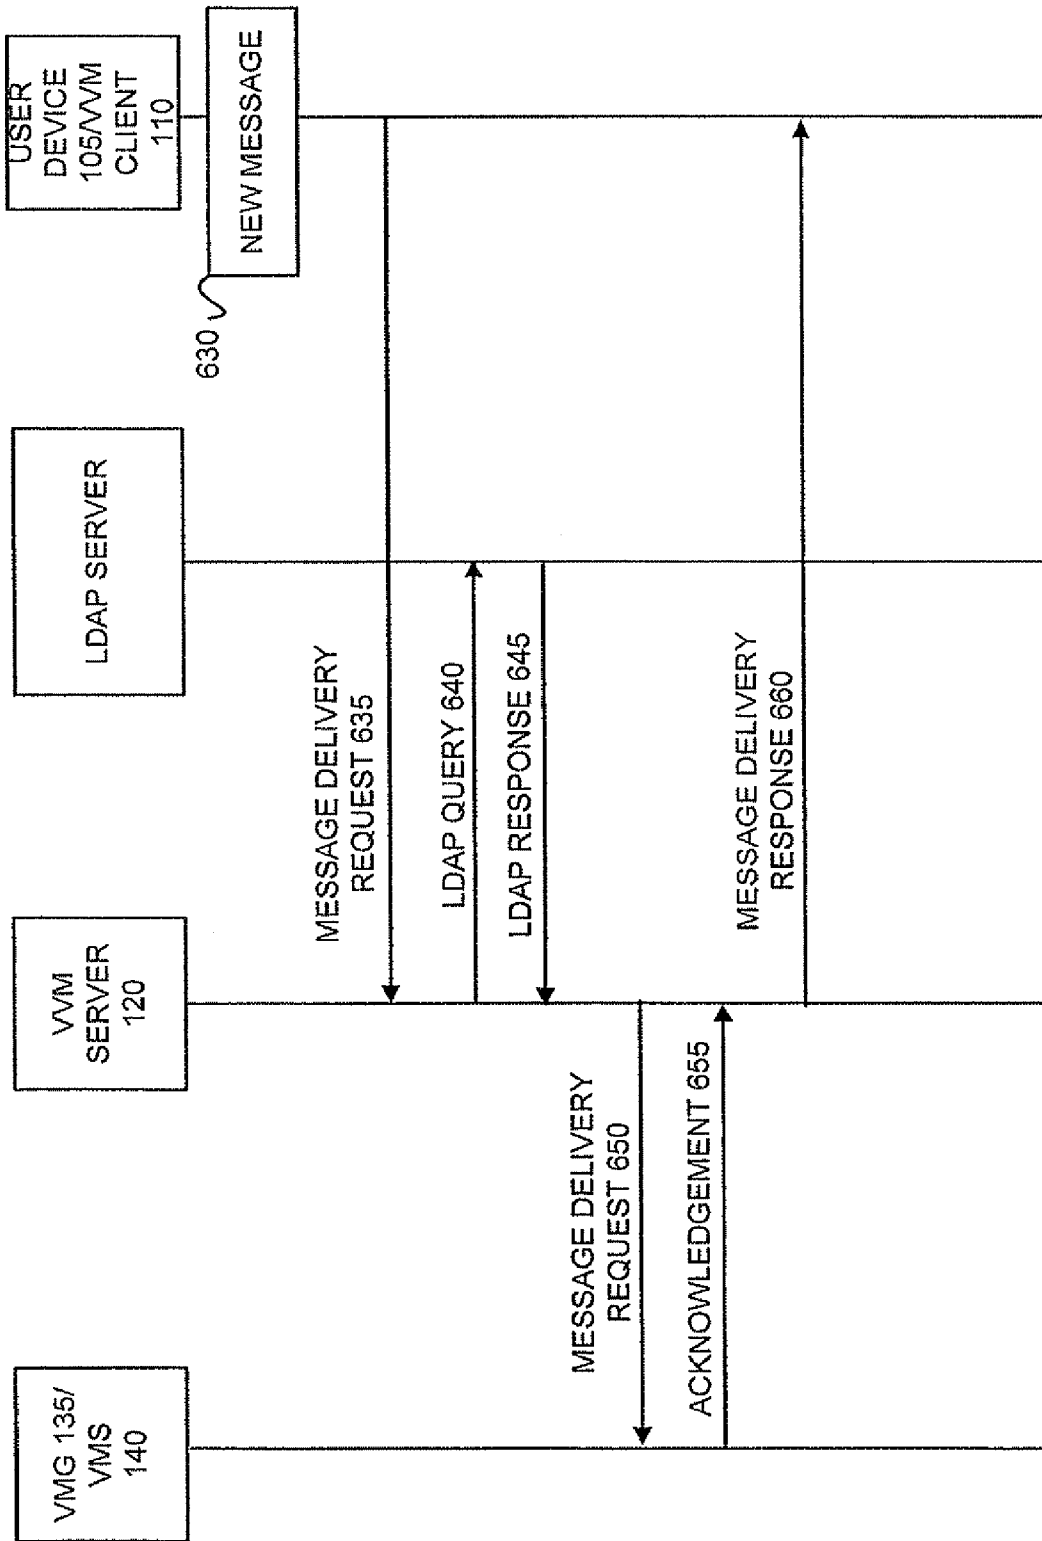 VMG 135/
VMS
140
VVM
SERVER
120
LDAP SERVER
USER
DEVICE
105/VVM
CLIENT
110
630
NEW MESSAGE
MESSAGE DELIVERY
REQUEST 635
LDAP QUERY 640
LDAP RESPONSE 645
MESSAGE DELIVERY
REQUEST 650
ACKNOWLEDGEMENT 655
MESSAGE DELIVERY
RESPONSE 660